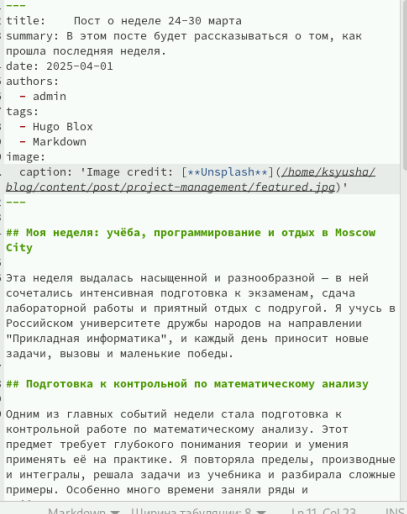 ---
title:    Пост о неделе 24-30 марта
summary: В этом посте будет рассказываться о том, как
прошла последняя неделя.
date: 2025-04-01
authors:
  - admin
tags:
  - Hugo Blox
  - Markdown
image:
  caption: 'Image credit: [**Unsplash**](/home/ksyusha/
blog/content/post/project-management/featured.jpg)'
---
## Моя неделя: учёба, программирование и отдых в Moscow
City
Эта неделя выдалась насыщенной и разнообразной — в ней
сочетались интенсивная подготовка к экзаменам, сдача
лабораторной работы и приятный отдых с подругой. Я учусь в
Российском университете дружбы народов на направлении
"Прикладная информатика", и каждый день приносит новые
задачи, вызовы и маленькие победы.
## Подготовка к контрольной по математическому анализу
Одним из главных событий недели стала подготовка к
контрольной работе по математическому анализу. Этот
предмет требует глубокого понимания теории и умения
применять её на практике. Я повторяла пределы, производные
и интегралы, решала задачи из учебника и разбирала сложные
примеры. Особенно много времени заняли ряды и
Markdown Ширина табуляции: 8 Ln 11, Col 23 INS